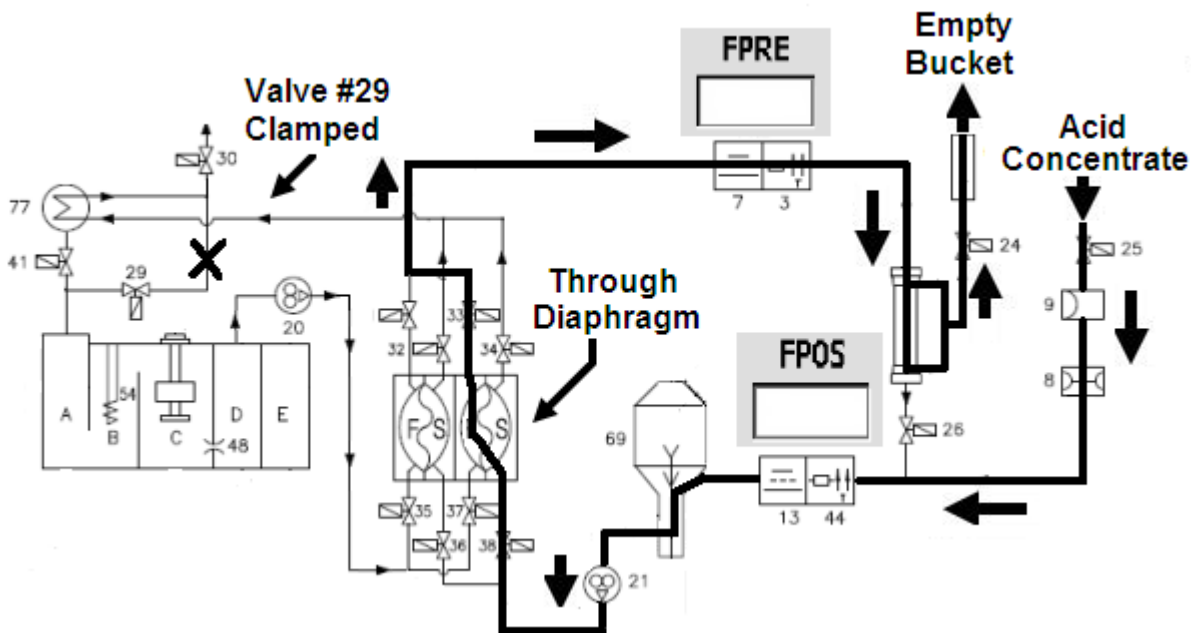 Empty
Bucket
FPRE
Valve #29
Clamped
Acid
Concentrate
30
77
7 3
24
25
41
29
9
20
33
Through
Diaphragm
32
34
FPOS
8
54
A
B
C
D
E
48
F S
S
69
26
35
37
13 44
36
38
21